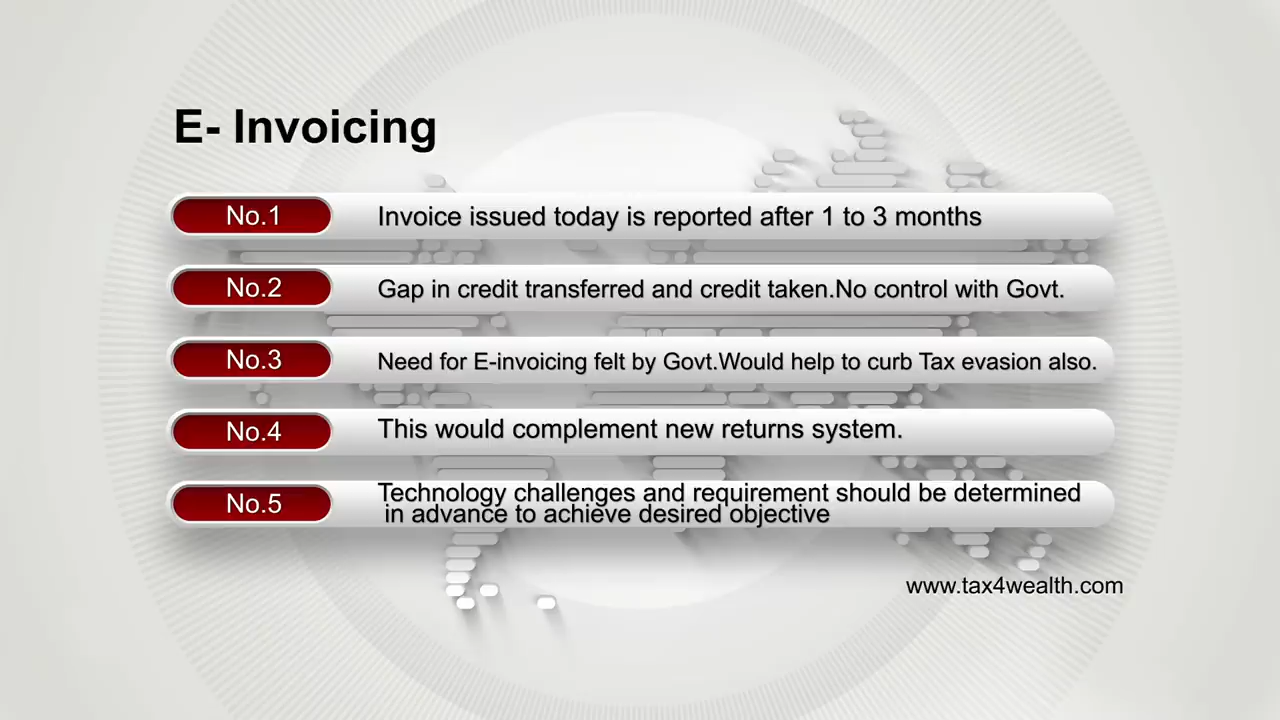 E- Invoicing
No.1 Invoice issued today is reported after 1 to 3 months
No.2 Gap in credit transferred and credit taken.No control with Govt.
No.3 Need for E-invoicing felt by Govt.Would help to curb Tax evasion also.
No.4 This would complement new returns system.
No.5 Technology challenges and requirement should be determined
in advance to achieve desired objective
www.tax4wealth.com